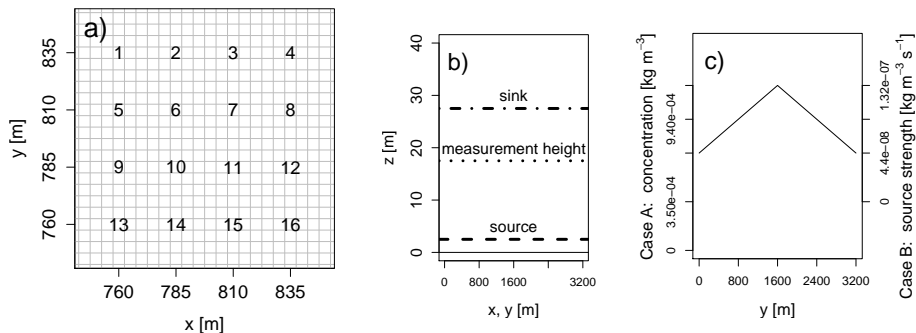 a)
1 2 3 4
5 6 7 8
9 10 11 12
13 14 15 16
835
810
785
760
y [m]
760 785 810 835
x [m]
b)
40
30
20
10
0
z [m]
sink
measurement height
source
0 800 1600 3200
x, y [m]
c)
Case A: concentration [kg m⁻³]
0 3.50e−04 9.40e−04
Case B: source strength [kg m⁻³ s⁻¹]
0 4.4e−08 1.32e−07
0 800 1600 2400 3200
y [m]